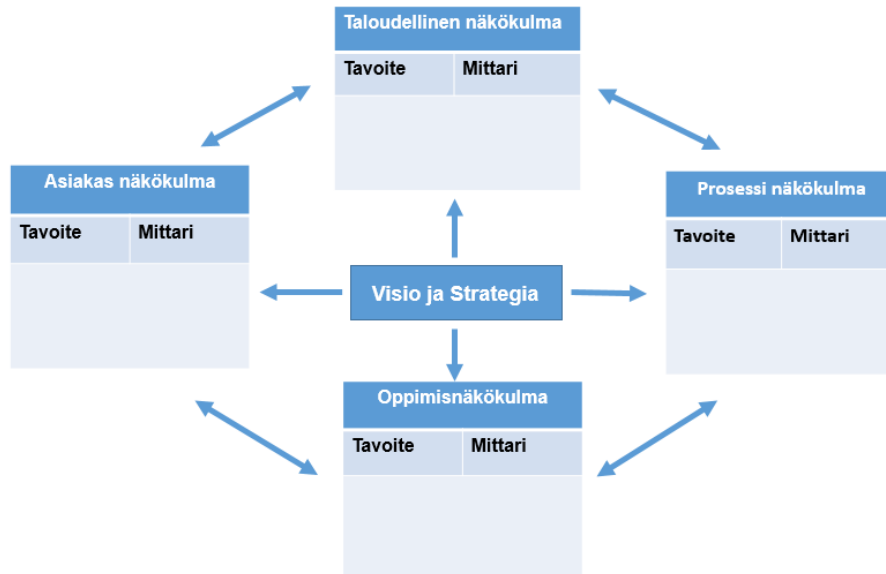 Taloudellinen näkökulma
Tavoite Mittari
Asiakas näkökulma
Tavoite Mittari
Prosessi näkökulma
Tavoite Mittari
Visio ja Strategia
Oppimisnäkökulma
Tavoite Mittari